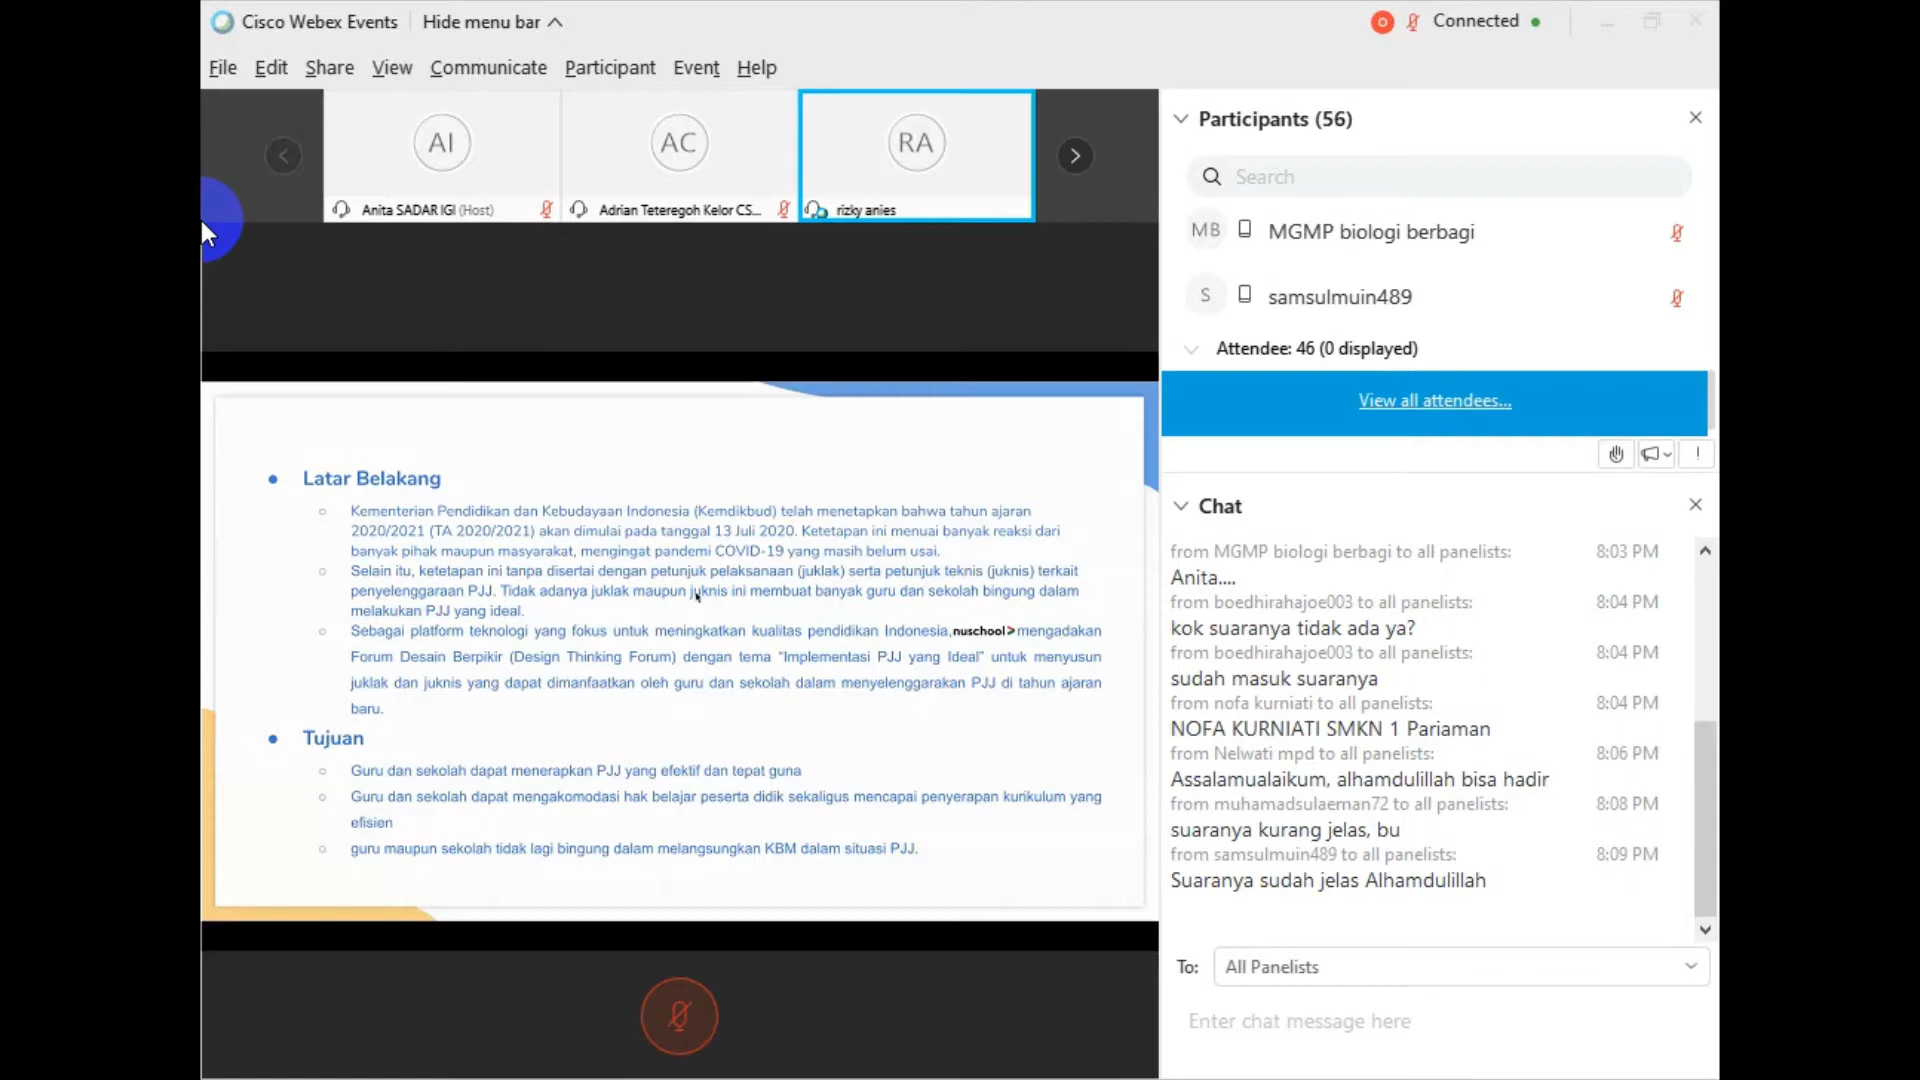 Cisco Webex Events
Hide menu bar
Connected
File Edit Share View Communicate Participant Event Help
AI
AC
RA
Anita SADAR IGI (Host)
Adrian Teteregoh Kelor CS...
rizky anies
Participants (56)
Search
MB MGMP biologi berbagi
S samsulmuin489
Attendee: 46 (0 displayed)
View all attendees...
Latar Belakang
Kementerian Pendidikan dan Kebudayaan Indonesia (Kemdikbud) telah menetapkan bahwa tahun ajaran
2020/2021 (TA 2020/2021) akan dimulai pada tanggal 13 Juli 2020. Ketetapan ini menuai banyak reaksi dari
banyak pihak maupun masyarakat, mengingat pandemi COVID-19 yang masih belum usai.
Selain itu, ketetapan ini tanpa disertai dengan petunjuk pelaksanaan (juklak) serta petunjuk teknis (juknis) terkait
penyelenggaraan PJJ. Tidak adanya juklak maupun juknis ini membuat banyak guru dan sekolah bingung dalam
melakukan PJJ yang ideal.
Sebagai platform teknologi yang fokus untuk meningkatkan kualitas pendidikan Indonesia, nuschool> mengadakan
Forum Desain Berpikir (Design Thinking Forum) dengan tema “Implementasi PJJ yang Ideal” untuk menyusun
juklak dan juknis yang dapat dimanfaatkan oleh guru dan sekolah dalam menyelenggarakan PJJ di tahun ajaran
baru.
Tujuan
Guru dan sekolah dapat menerapkan PJJ yang efektif dan tepat guna
Guru dan sekolah dapat mengakomodasi hak belajar peserta didik sekaligus mencapai penyerapan kurikulum yang
efisien
guru maupun sekolah tidak lagi bingung dalam melangsungkan KBM dalam situasi PJJ.
Chat
from MGMP biologi berbagi to all panelists: 8:03 PM
Anita....
from boedhirahajoe003 to all panelists: 8:04 PM
kok suaranya tidak ada ya?
from boedhirahajoe003 to all panelists: 8:04 PM
sudah masuk suaranya
from nofa kurniati to all panelists: 8:04 PM
NOFA KURNIATI SMKN 1 Pariaman
from Nelwati mpd to all panelists: 8:06 PM
Assalamualaikum, alhamdulillah bisa hadir
from muhamadsulaeman72 to all panelists: 8:08 PM
suaranya kurang jelas, bu
from samsulmuin489 to all panelists: 8:09 PM
Suaranya sudah jelas Alhamdulillah
To: All Panelists
Enter chat message here